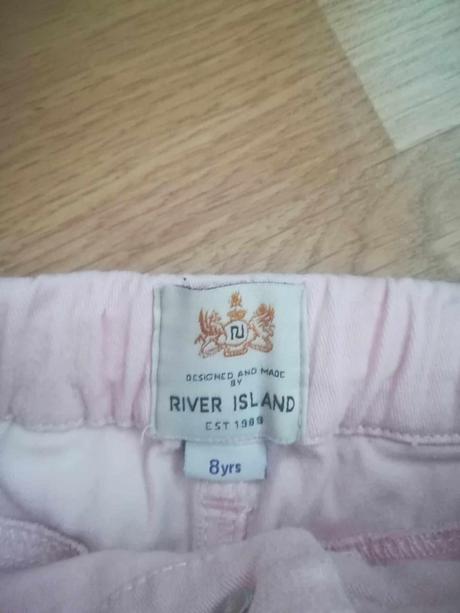 RI
DESIGNED AND MADE
BY
RIVER ISLAND
EST 1988
8yrs